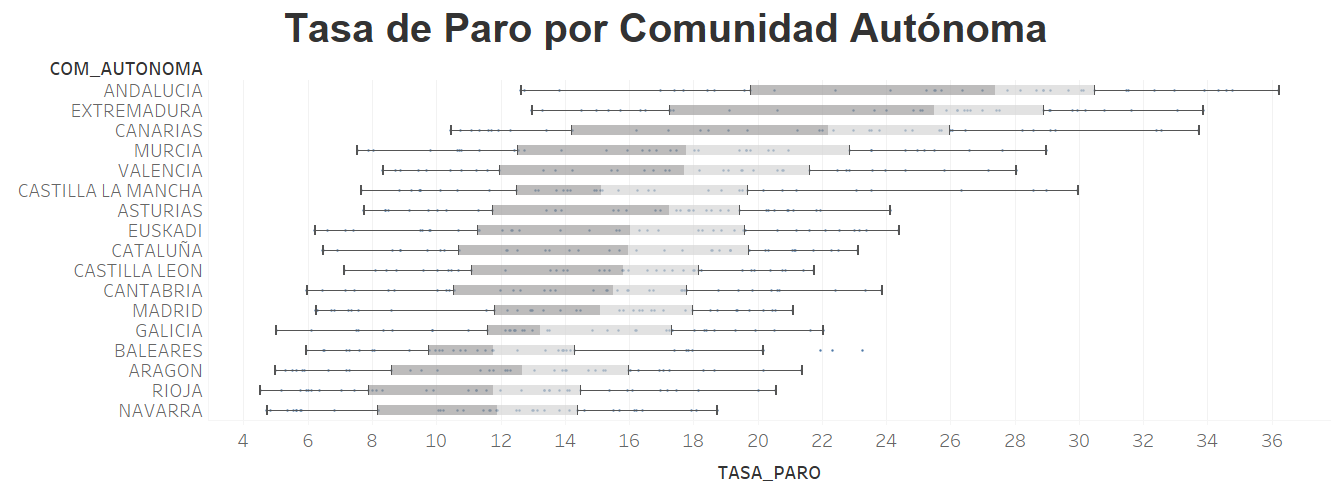 Tasa de Paro por Comunidad Autónoma
COM_AUTONOMA
ANDALUCIA
EXTREMADURA
CANARIAS
MURCIA
VALENCIA
CASTILLA LA MANCHA
ASTURIAS
EUSKADI
CATALUÑA
CASTILLA LEON
CANTABRIA
MADRID
GALICIA
BALEARES
ARAGON
RIOJA
NAVARRA
4 6 8 10 12 14 16 18 20 22 24 26 28 30 32 34 36
TASA_PARO